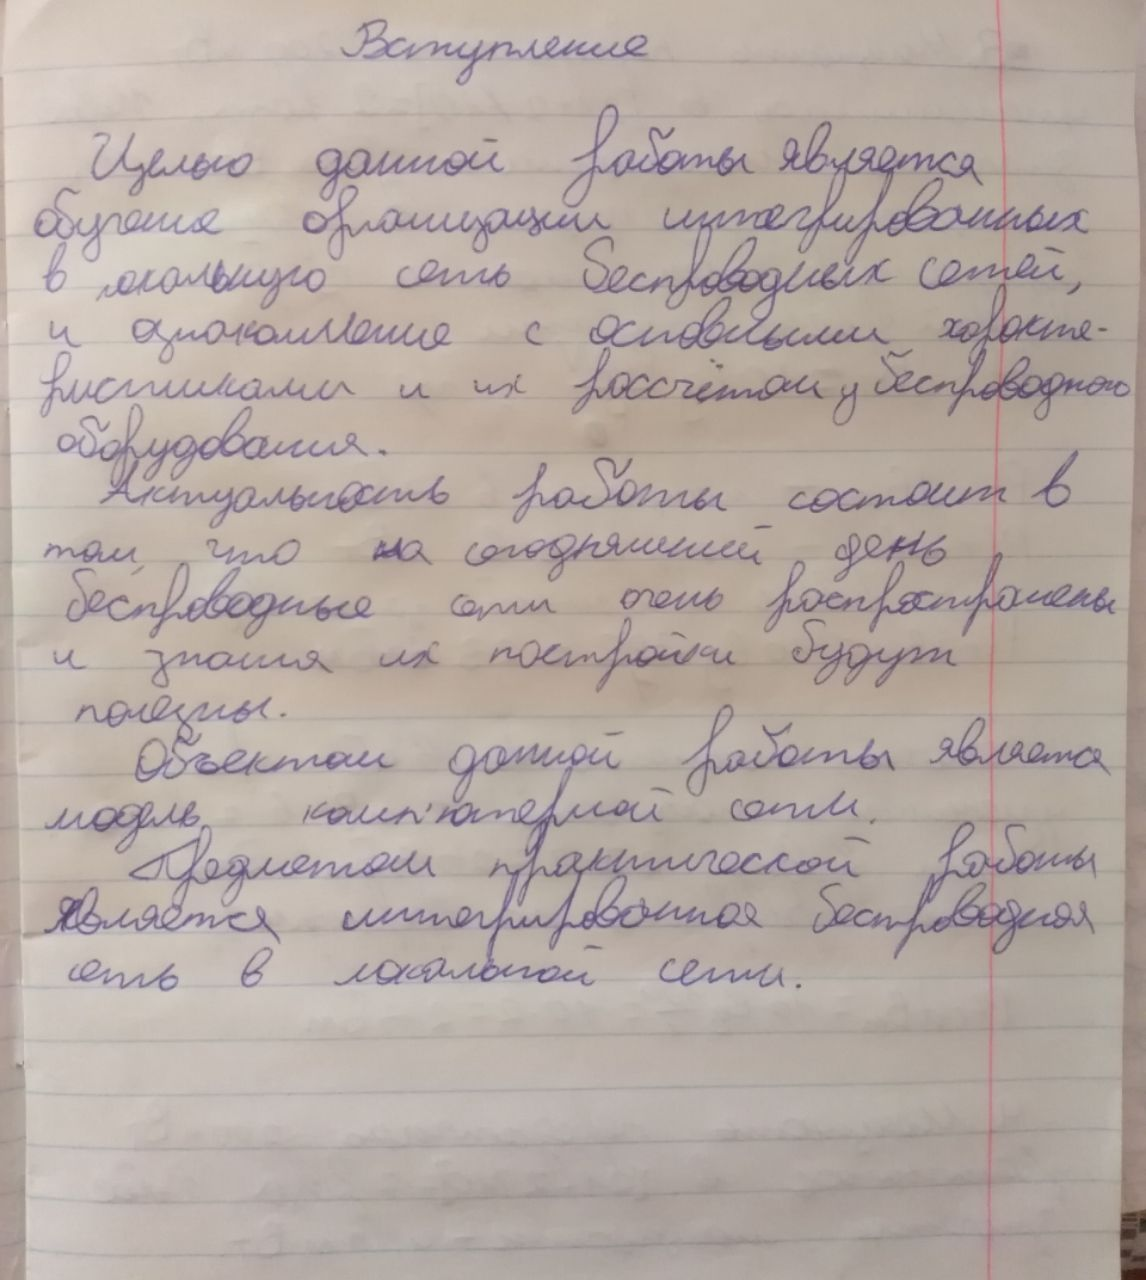 Вступление
Целью данной работы является
обучение организации интегрированных
в локальную сеть беспроводных сетей,
и ознакомление с основными характе-
ристиками и их рассчётом у беспроводного
оборудования.
Актуальность работы состоит в
том, что на сегодняшний день
беспроводные сети очень распространены
и знания их постройки будут
полезны.
Объектом данной работы является
модель комп'ютерной сети.
Предметом практической работы
является интегрированная беспроводная
сеть в локальной сети.